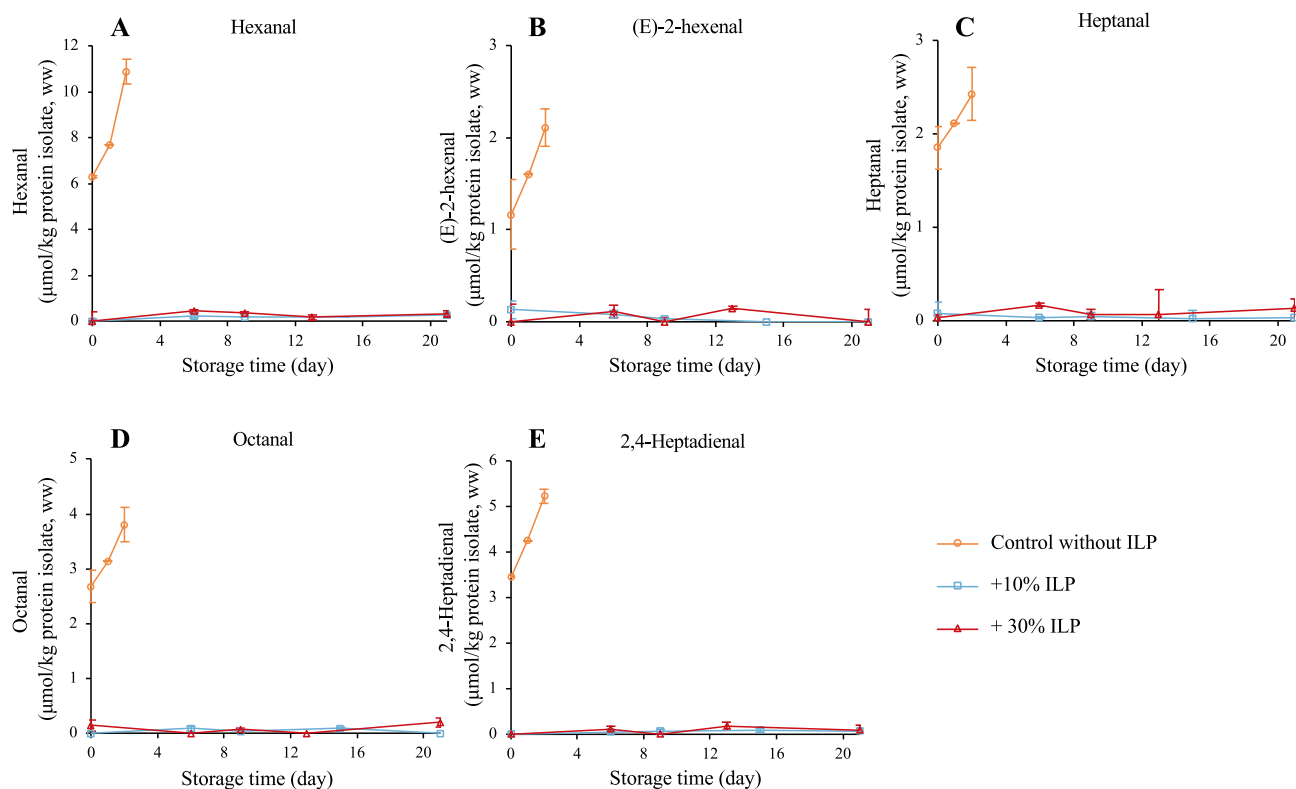 A
Hexanal
Hexanal
(μmol/kg protein isolate, ww)
12
10
8
6
4
2
0
0 4 8 12 16 20
Storage time (day)
B
(E)-2-hexenal
(E)-2-hexenal
(μmol/kg protein isolate, ww)
3
2
1
0
0 4 8 12 16 20
Storage time (day)
C
Heptanal
Heptanal
(μmol/kg protein isolate, ww)
3
2
1
0
0 4 8 12 16 20
Storage time (day)
D
Octanal
Octanal
(μmol/kg protein isolate, ww)
5
4
3
2
1
0
0 4 8 12 16 20
Storage time (day)
E
2,4-Heptadienal
2,4-Heptadienal
(μmol/kg protein isolate, ww)
6
5
4
3
2
1
0
0 4 8 12 16 20
Storage time (day)
Control without ILP
+10% ILP
+ 30% ILP